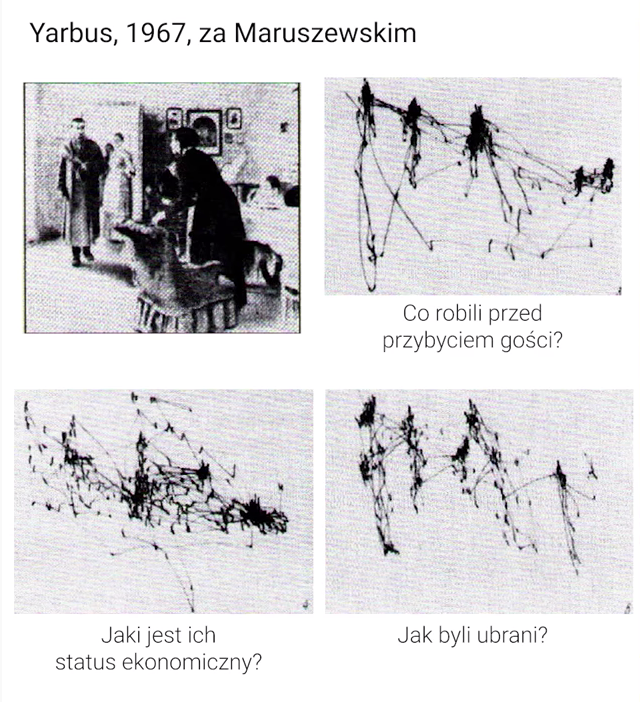 Yarbus, 1967, za Maruszewskim
Co robili przed
przybyciem gości?
Jaki jest ich
status ekonomiczny?
Jak byli ubrani?